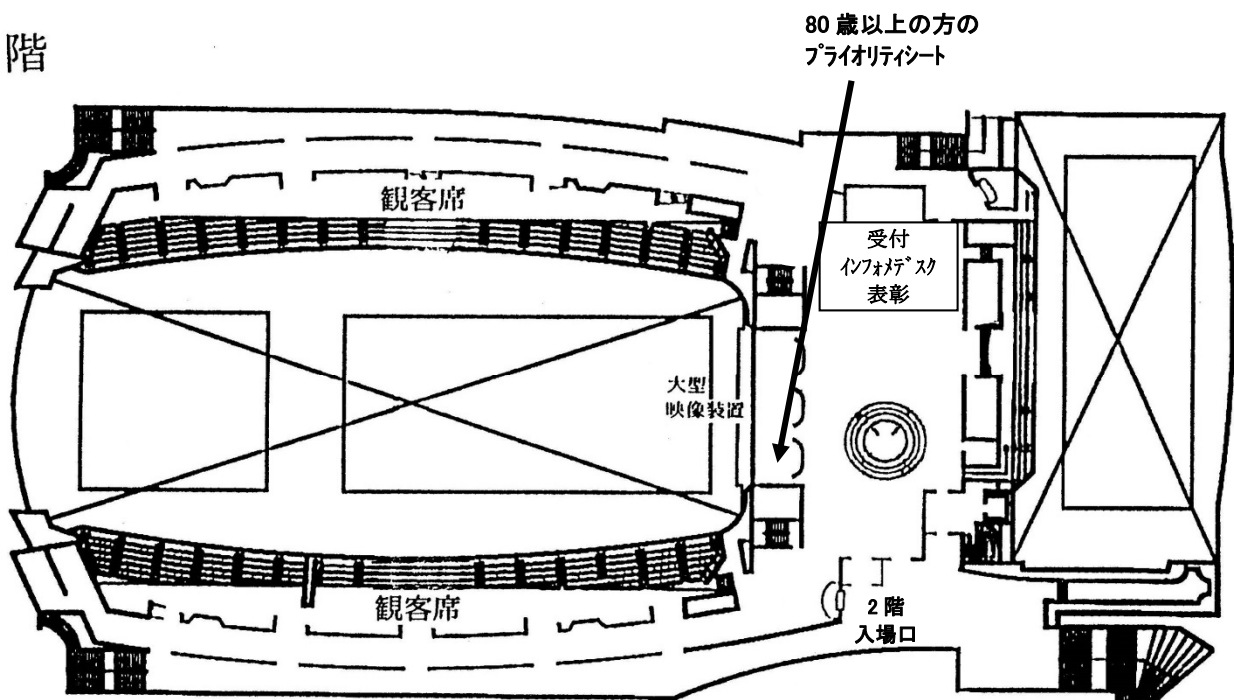 階
80 歳以上の方の
プライオリティシート
観客席
受付
インフォメデスク
表彰
大型
映像装置
観客席
2 階
入場口